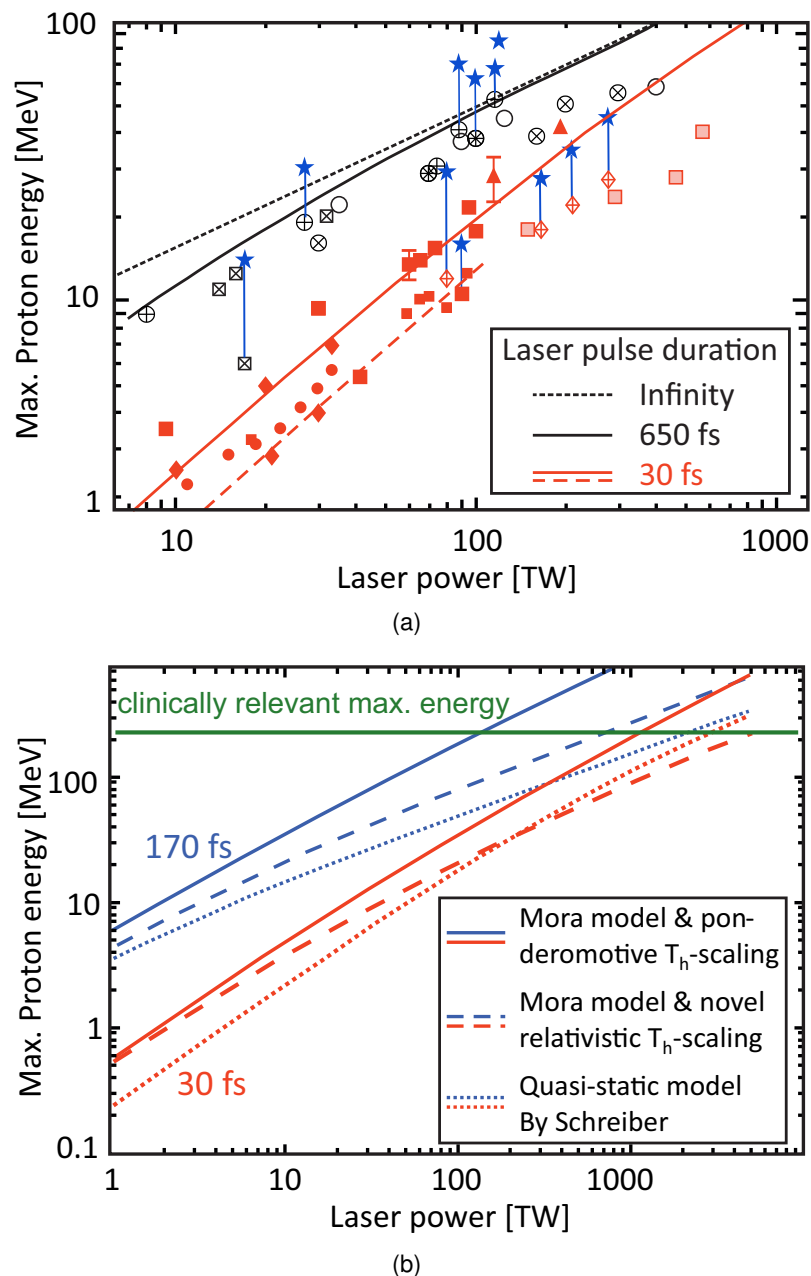 100
10
1
Max. Proton energy [MeV]
Laser pulse duration
Infinity
650 fs
30 fs
10
100
1000
Laser power [TW]
(a)
clinically relevant max. energy
100
10
1
0.1
Max. Proton energy [MeV]
170 fs
30 fs
Mora model & pon-
deromotive Th-scaling
Mora model & novel
relativistic Th-scaling
Quasi-static model
By Schreiber
1
10
100
1000
Laser power [TW]
(b)